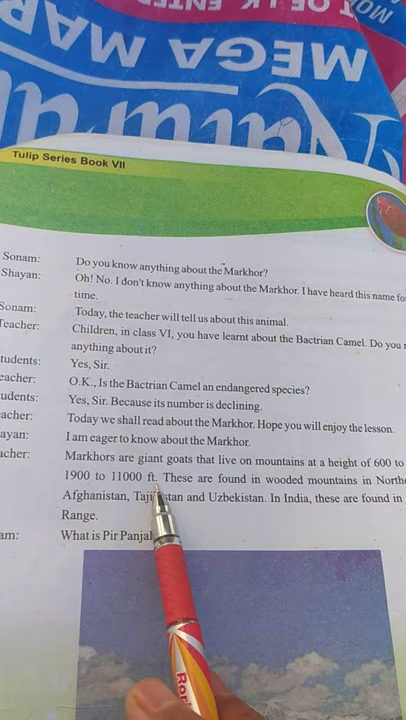 MEGA MAR
Tulip Series Book VII
Sonam: Do you know anything about the Markhor?
Shayan: Oh! No. I don't know anything about the Markhor. I have heard this name fo
time.
Sonam: Today, the teacher will tell us about this animal.
Teacher: Children, in class VI, you have learnt about the Bactrian Camel. Do you
anything about it?
tudents: Yes, Sir.
eacher: O.K., Is the Bactrian Camel an endangered species?
udents: Yes, Sir. Because its number is declining.
acher: Today we shall read about the Markhor. Hope you will enjoy the lesson.
ayan: I am eager to know about the Markhor.
acher: Markhors are giant goats that live on mountains at a height of 600 to
1900 to 11000 ft. These are found in wooded mountains in Northe
Afghanistan, Tajikistan and Uzbekistan. In India, these are found in
Range.
am: What is Pir Panjal